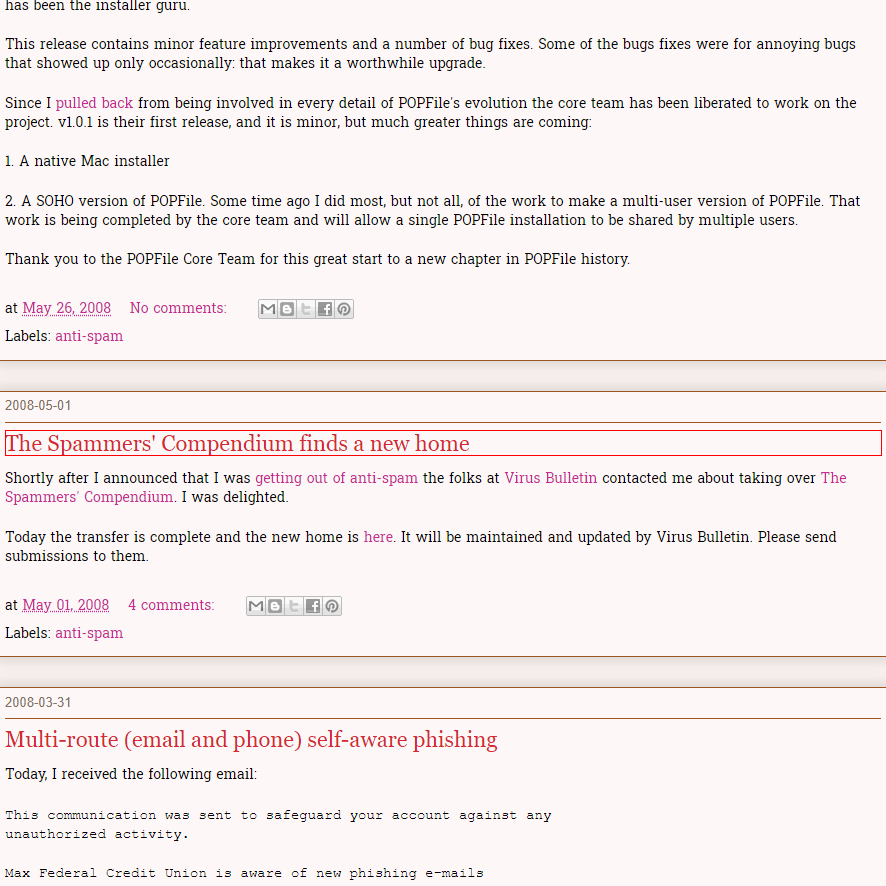 has been the installer guru.
This release contains minor feature improvements and a number of bug fixes. Some of the bugs fixes were for annoying bugs
that showed up only occasionally: that makes it a worthwhile upgrade.
Since I pulled back from being involved in every detail of POPFile's evolution the core team has been liberated to work on the
project. v1.0.1 is their first release, and it is minor, but much greater things are coming:
1. A native Mac installer
2. A SOHO version of POPFile. Some time ago I did most, but not all, of the work to make a multi-user version of POPFile. That
work is being completed by the core team and will allow a single POPFile installation to be shared by multiple users.
Thank you to the POPFile Core Team for this great start to a new chapter in POPFile history.
at May 26, 2008 No comments:
Labels: anti-spam
2008-05-01
The Spammers' Compendium finds a new home
Shortly after I announced that I was getting out of anti-spam the folks at Virus Bulletin contacted me about taking over The
Spammers' Compendium. I was delighted.
Today the transfer is complete and the new home is here. It will be maintained and updated by Virus Bulletin. Please send
submissions to them.
at May 01, 2008 4 comments:
Labels: anti-spam
2008-03-31
Multi-route (email and phone) self-aware phishing
Today, I received the following email:
This communication was sent to safeguard your account against any
unauthorized activity.
Max Federal Credit Union is aware of new phishing e-mails